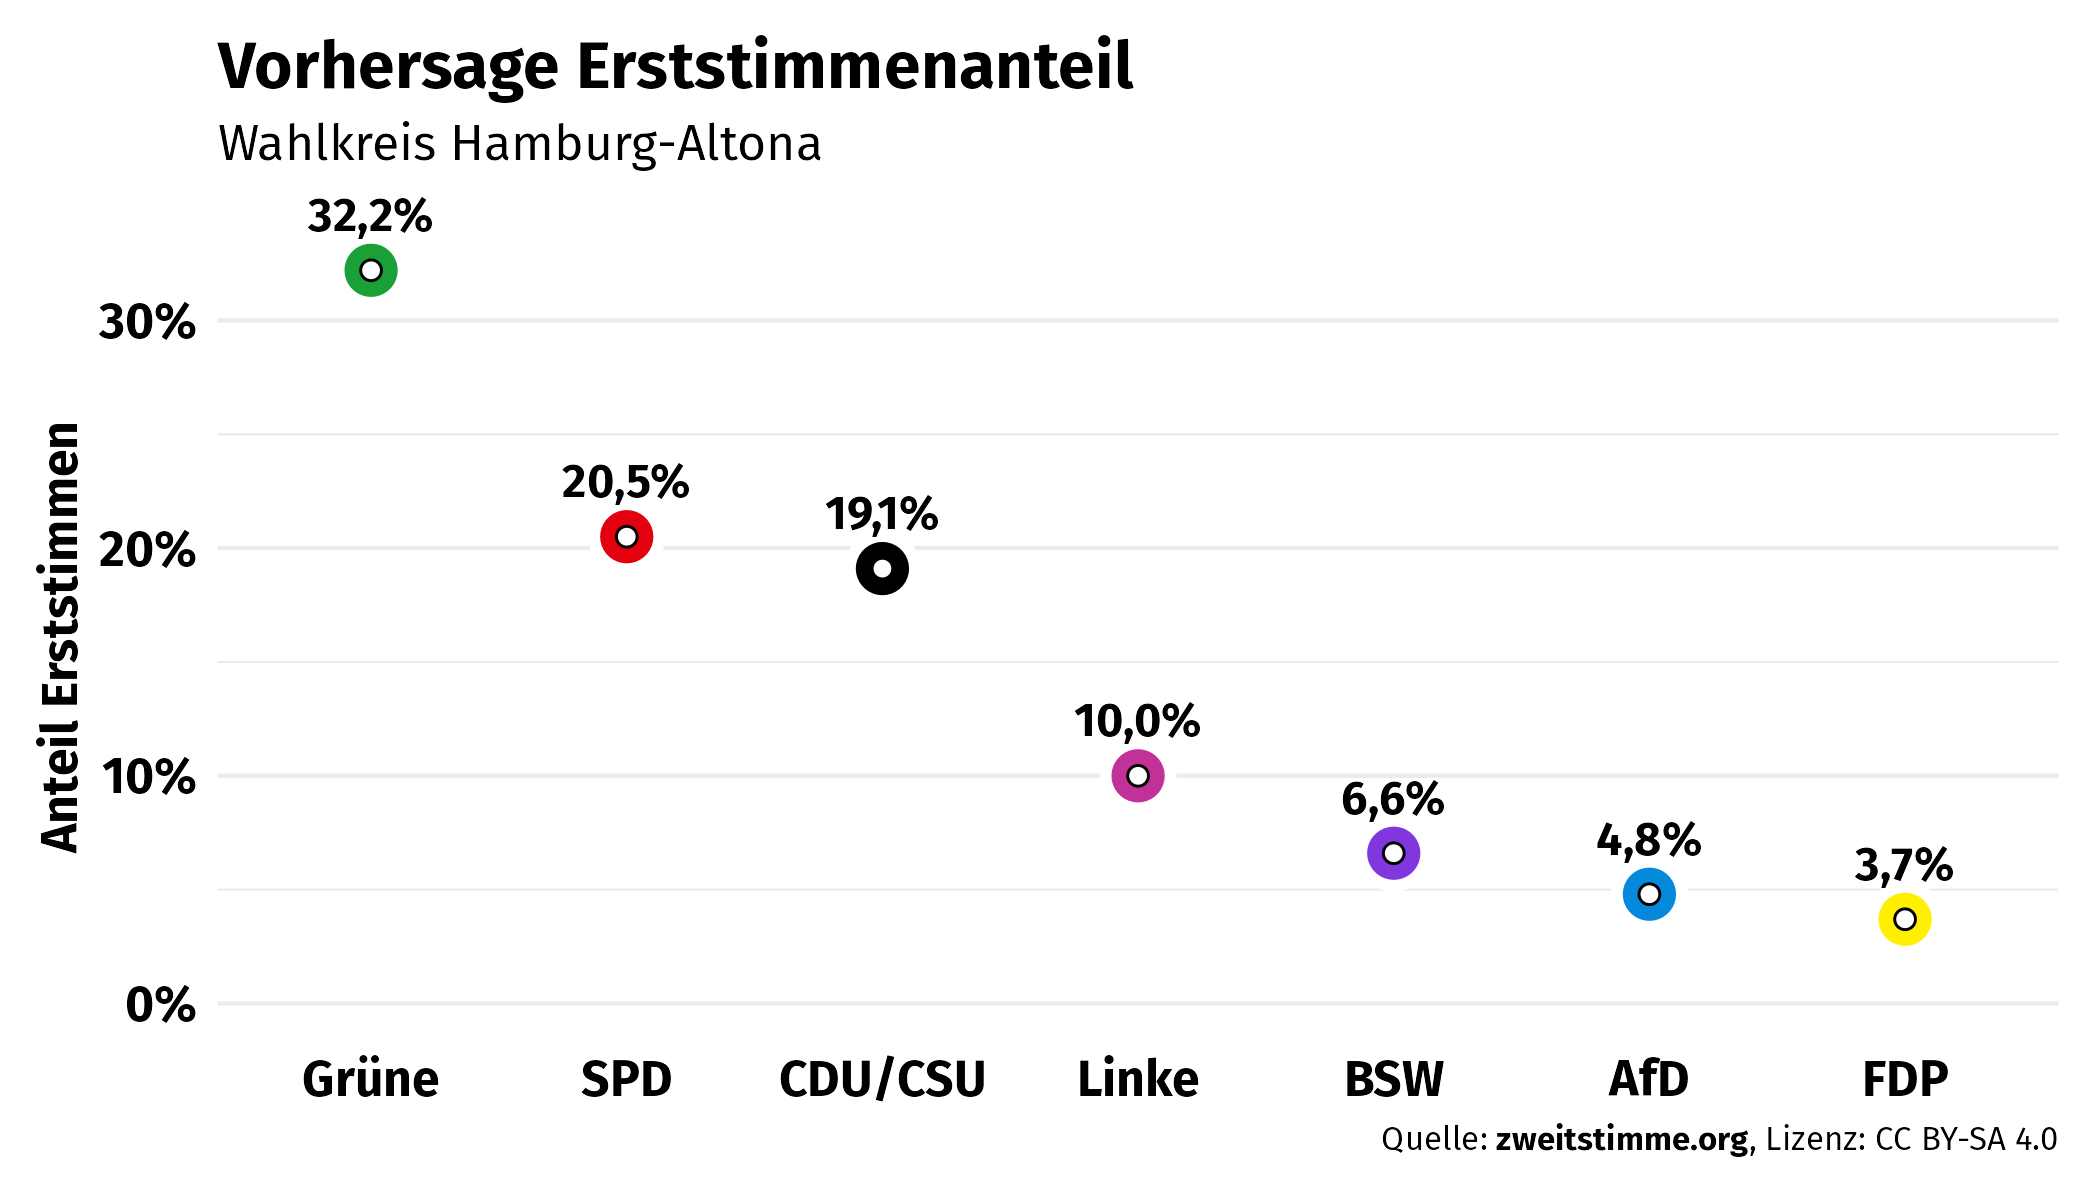 Vorhersage Erststimmenanteil
Wahlkreis Hamburg-Altona
32,2%
30%
20,5%
19,1%
20%
10,0%
10%
6,6%
4,8%
3,7%
0%
Anteil Erststimmen
Grüne SPD CDU/CSU Linke BSW AfD FDP
Quelle: zweitstimme.org, Lizenz: CC BY-SA 4.0